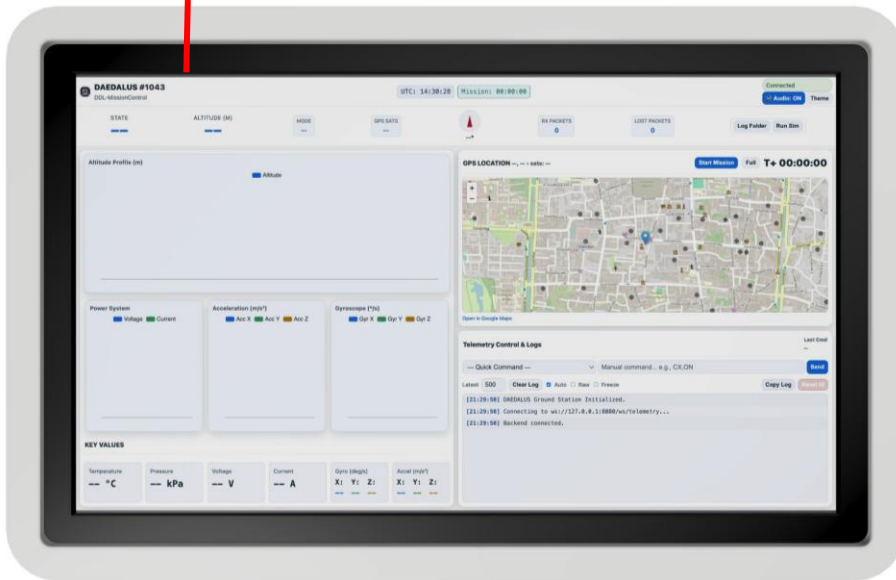 DAEDALUS #1043
DDL-MissionControl
UTC: 14:30:28
Mission: 00:00:00
Connected
Audio: ON
Theme
STATE
--
ALTITUDE (M)
--
MODE
--
GPS SATS
--
RX PACKETS
0
LOST PACKETS
0
Log Folder
Run Sim
Altitude Profile (m)
Altitude
Power System
Voltage
Current
Acceleration (m/s²)
Acc X
Acc Y
Acc Z
Gyroscope (°/s)
Gyr X
Gyr Y
Gyr Z
KEY VALUES
Temperature
-- °C
Pressure
-- kPa
Voltage
-- V
Current
-- A
Gyro (deg/s)
X: Y: Z:
-- -- --
Accel (m/s²)
X: Y: Z:
-- -- --
GPS LOCATION --, -- · sats: --
Start Mission
Full
T+ 00:00:00
+
−
Open in Google Maps
Telemetry Control & Logs
Last Cmd
--
--- Quick Command ---
Manual command... e.g., CX,ON
Send
Latest 500
Clear Log
Auto
Raw
Freeze
Copy Log
Reset UI
[21:29:50] DAEDALUS Ground Station Initialized.
[21:29:50] Connecting to ws://127.0.0.1:8080/ws/telemetry...
[21:29:50] Backend connected.